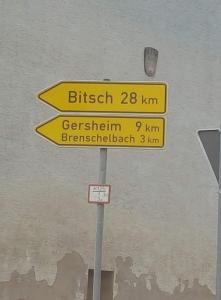 Bitsch 28 km
Gersheim 9 km
Brenschelbach 3 km